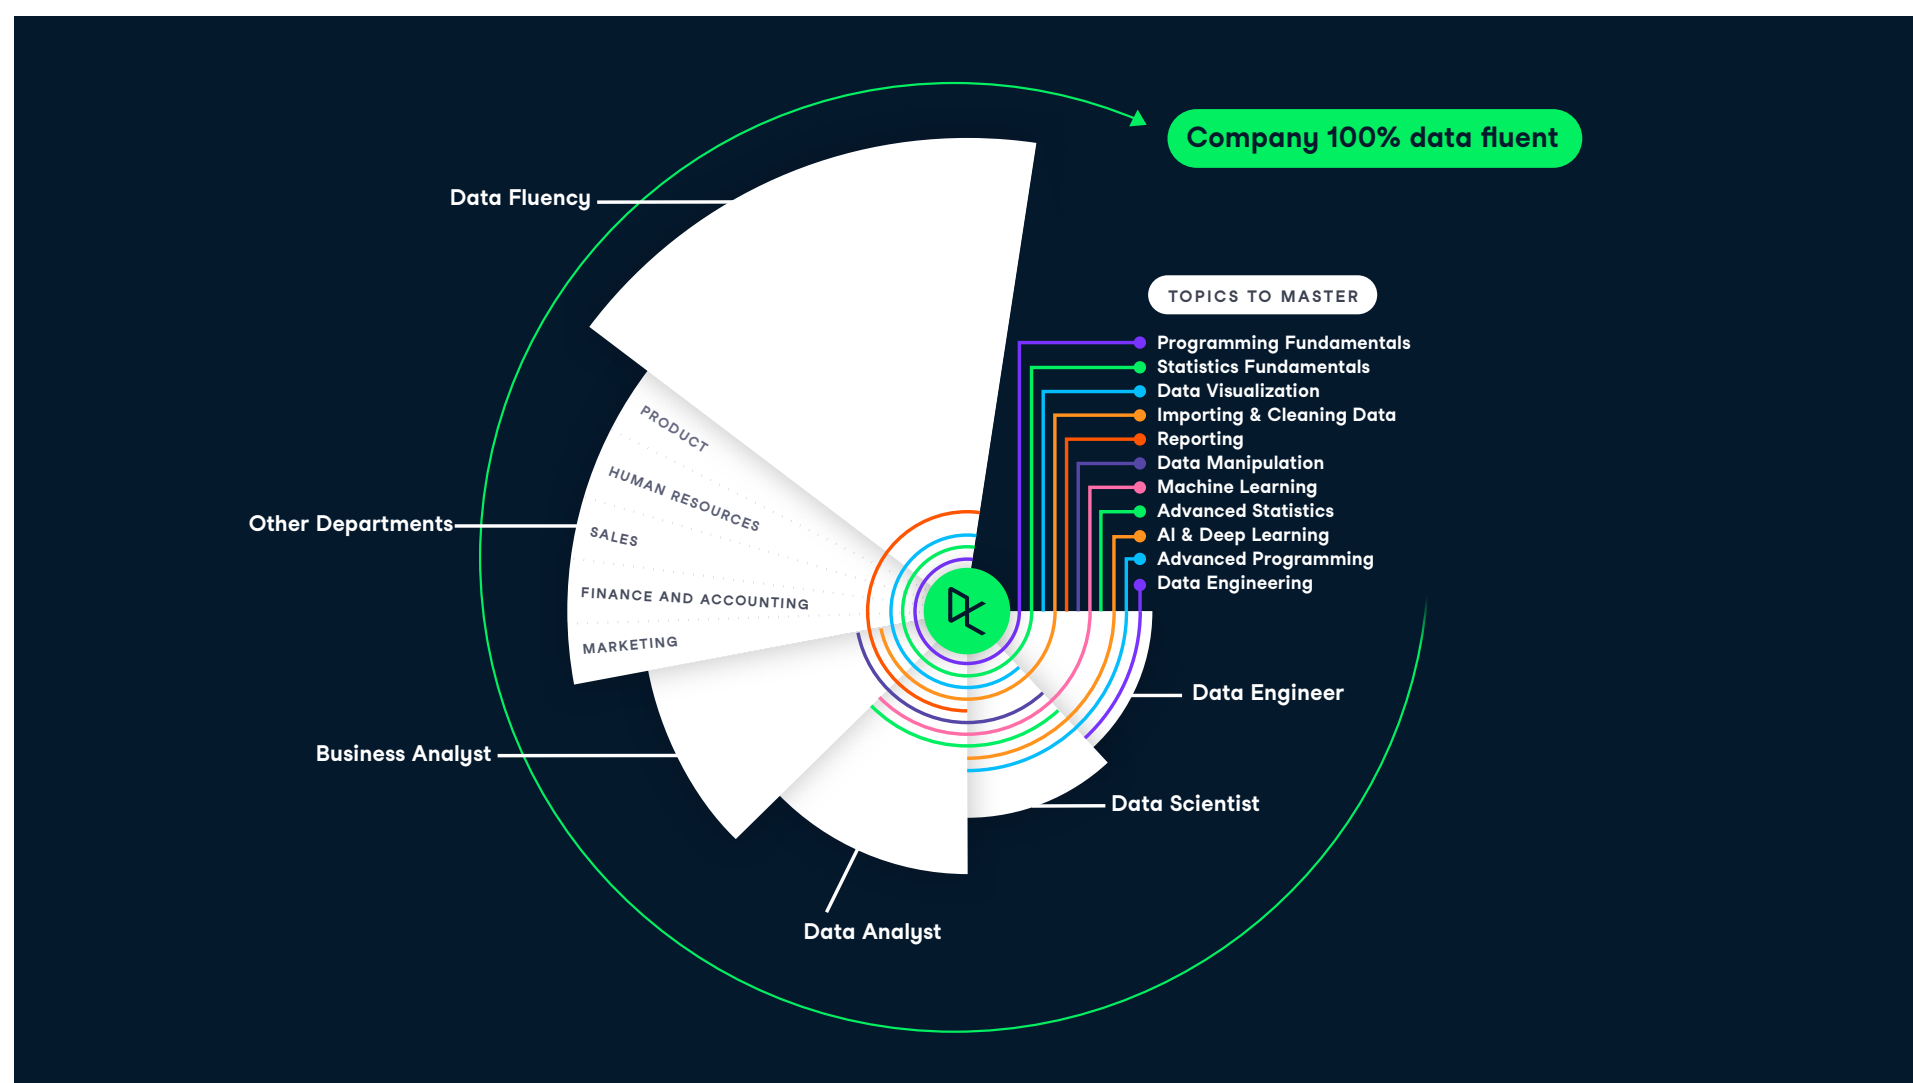 Company 100% data fluent
Data Fluency
TOPICS TO MASTER
Programming Fundamentals
Statistics Fundamentals
Data Visualization
Importing & Cleaning Data
Reporting
Data Manipulation
Machine Learning
Advanced Statistics
AI & Deep Learning
Advanced Programming
Data Engineering
PRODUCT
HUMAN RESOURCES
SALES
FINANCE AND ACCOUNTING
MARKETING
Other Departments
Data Engineer
Business Analyst
Data Scientist
Data Analyst